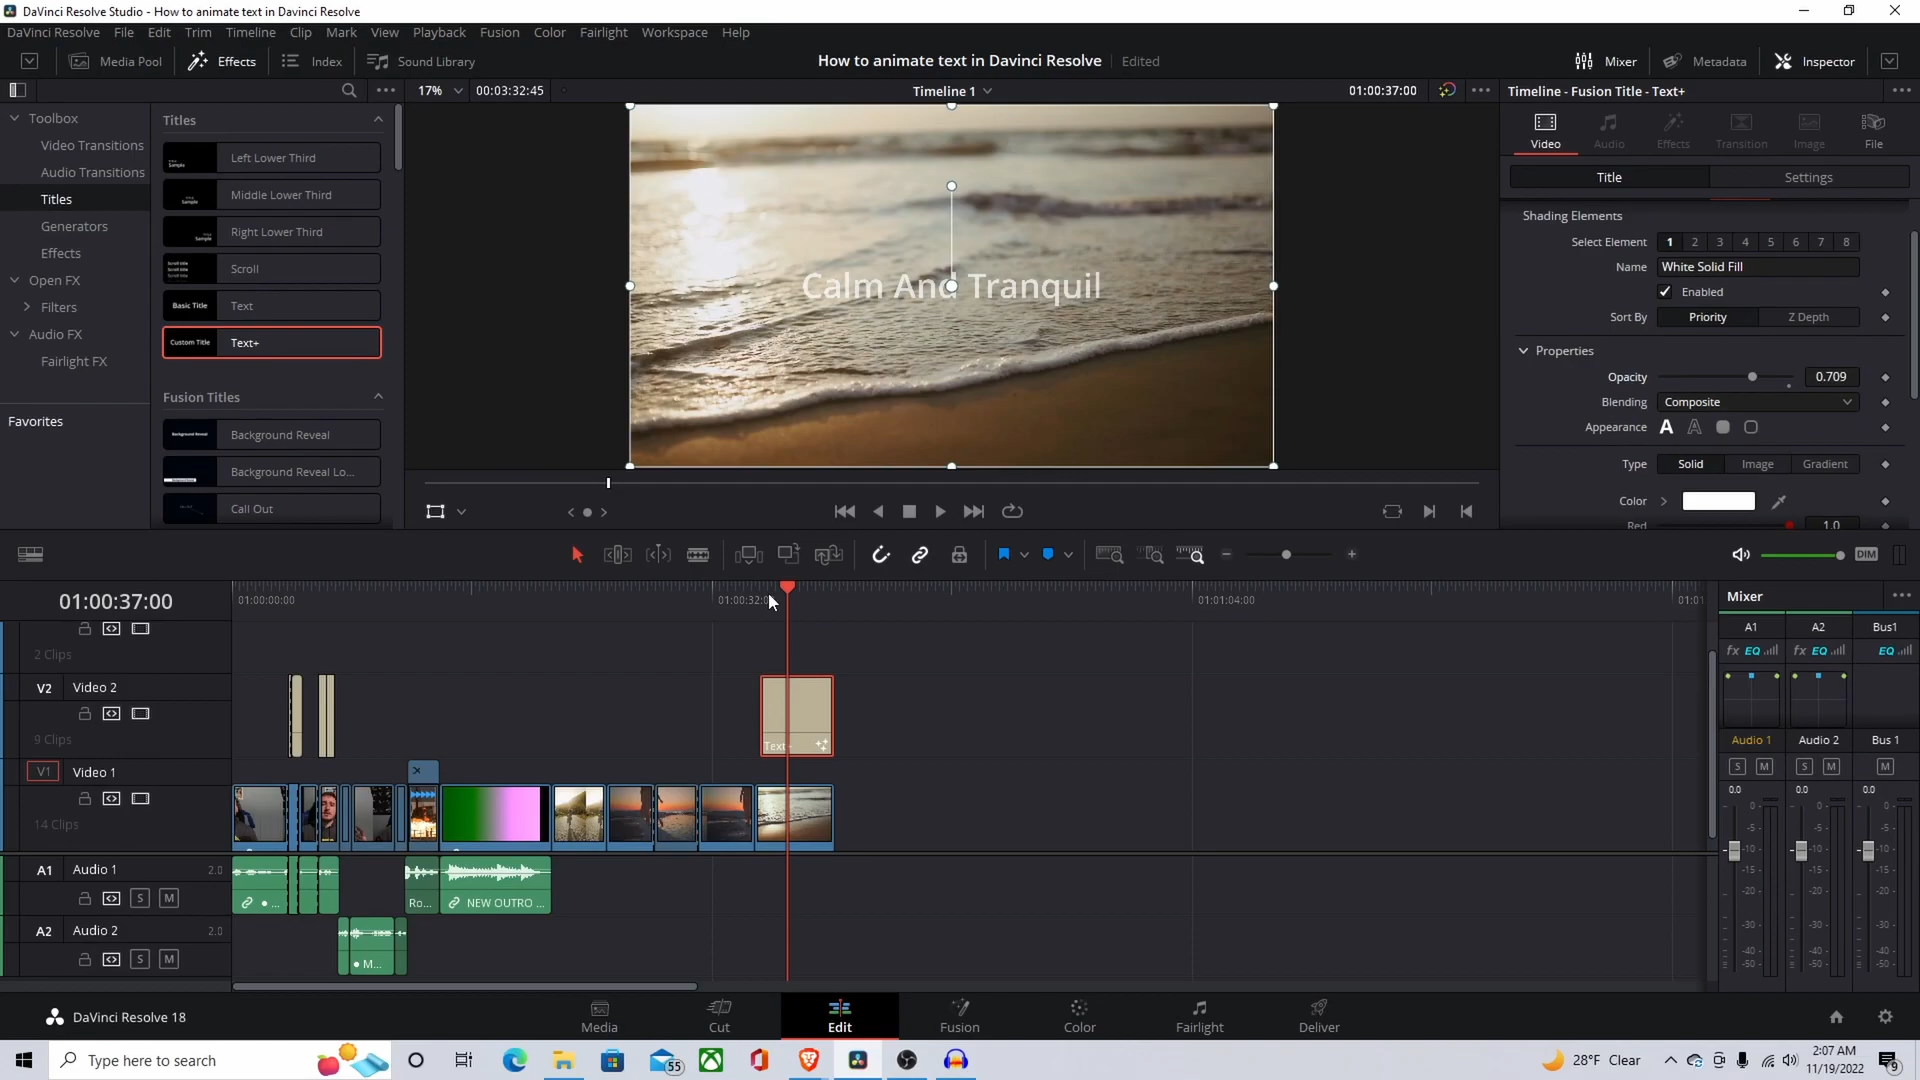 DaVinci Resolve Studio - How to animate text in Davinci Resolve
DaVinci Resolve File Edit Trim Timeline Clip Mark View Playback Fusion Color Fairlight Workspace Help
Media Pool Effects Index Sound Library
How to animate text in Davinci Resolve Edited
Mixer Metadata Inspector
17% 00:03:32:45 Timeline 1 01:00:37:00
Timeline - Fusion Title - Text+
Toolbox
Video Transitions
Audio Transitions
Titles
Generators
Effects
Open FX
Filters
Audio FX
Fairlight FX
Favorites
Titles
Left Lower Third
Middle Lower Third
Right Lower Third
Scroll
Basic Title Text
Custom Title Text+
Fusion Titles
Background Reveal Background Reveal
Background Reveal Lo...
Call Out
Calm And Tranquil
Video Audio Effects Transition Image File
Title Settings
Shading Elements
Select Element 1 2 3 4 5 6 7 8
Name White Solid Fill
Enabled
Sort By Priority Z Depth
Properties
Opacity 0.709
Blending Composite
Appearance A A
Type Solid Image Gradient
Color
Red 1.0
DIM
01:00:37:00
01:00:00:00 01:00:32:0 01:01:04:00 01:01
2 Clips
V2 Video 2
9 Clips
Text
V1 Video 1
14 Clips
A1 Audio 1 2.0
S M
Ro... NEW OUTRO ...
A2 Audio 2 2.0
S M
M...
Mixer
A1 A2 Bus1
fx EQ fx EQ EQ
Audio 1 Audio 2 Bus 1
S M S M M
0.0 0.0 0.0
0 0 0
-5 -5 -5
-10 -10 -10
-15 -15 -15
-20 -20 -20
-30 -30 -30
-40 -40 -40
-50 -50 -50
DaVinci Resolve 18
Media Cut Edit Fusion Color Fairlight Deliver
Type here to search
55
28°F Clear
2:07 AM
11/19/2022
9